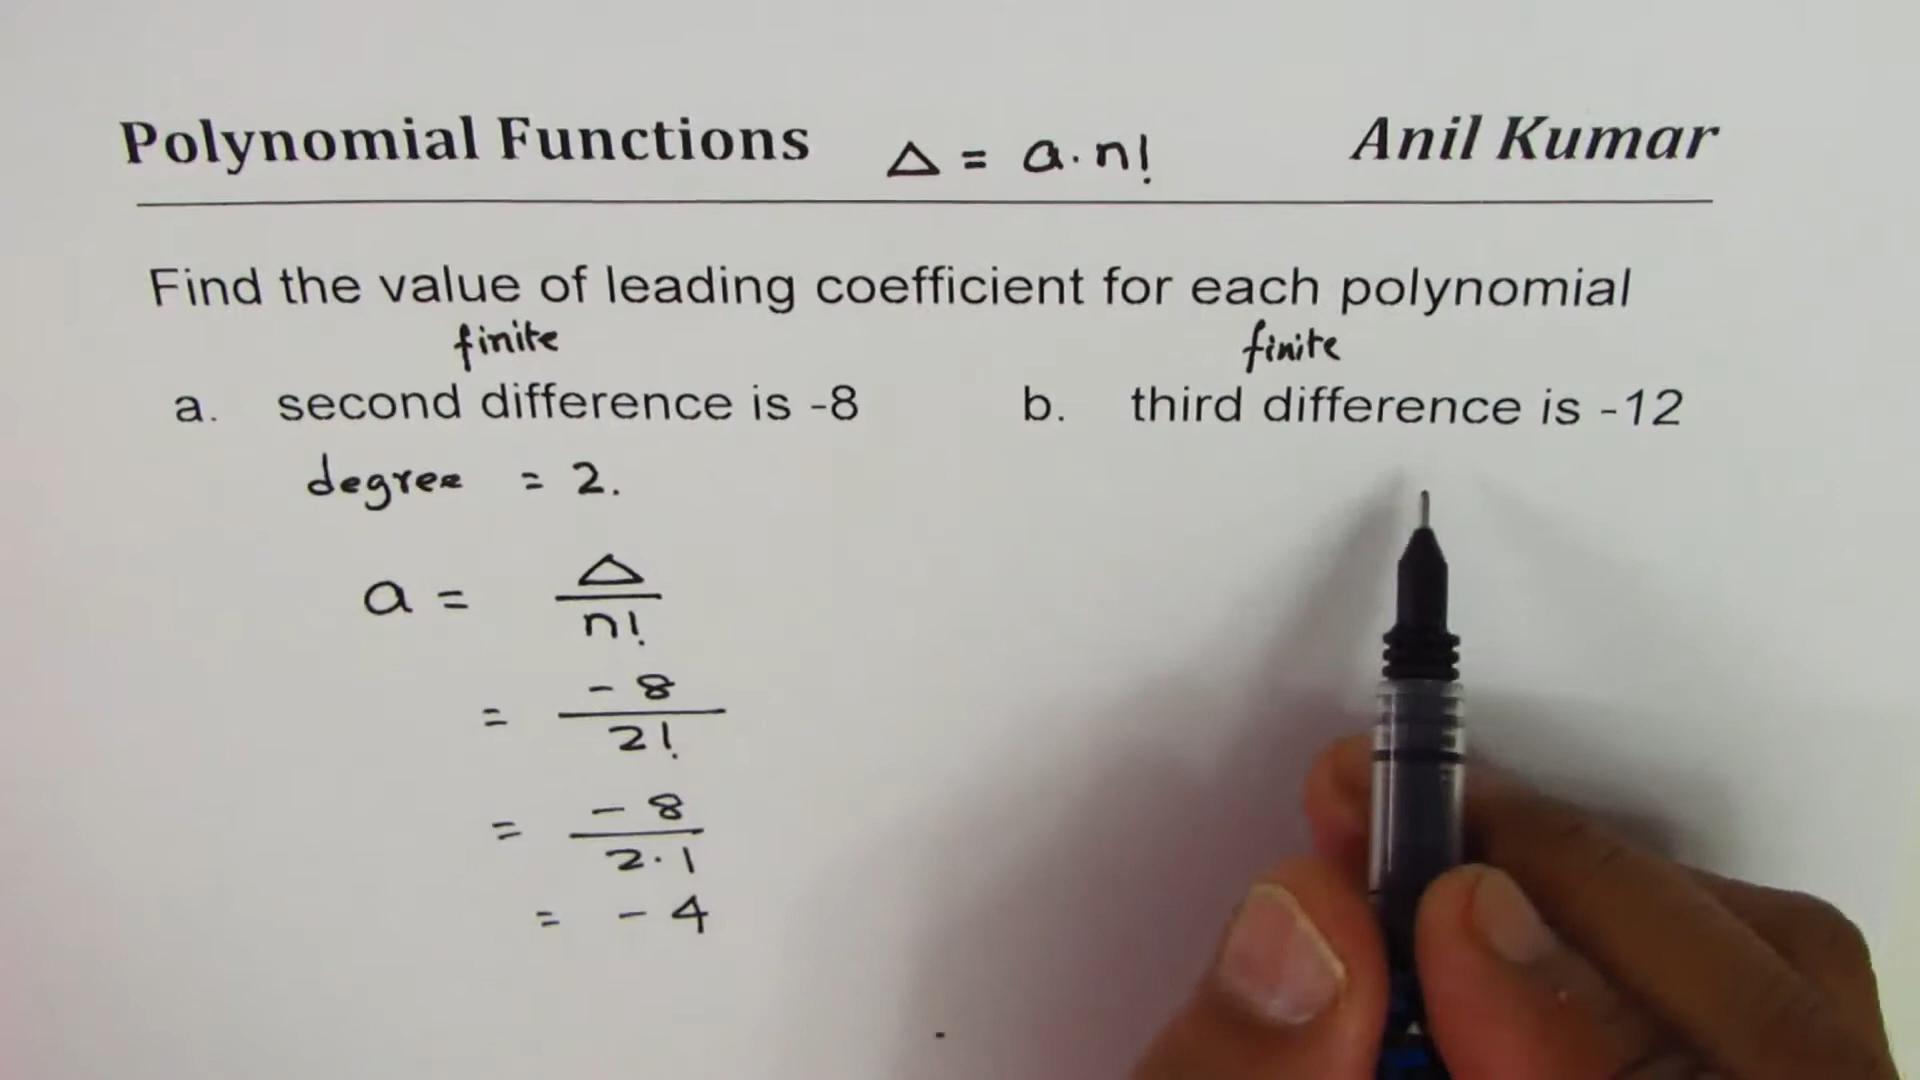 Polynomial Functions Δ = a·n! Anil Kumar
Find the value of leading coefficient for each polynomial
finite
a. second difference is -8
degree = 2.
a = Δ / n!
= - 8 / 2!
= - 8 / 2·1
= - 4
finite
b. third difference is -12